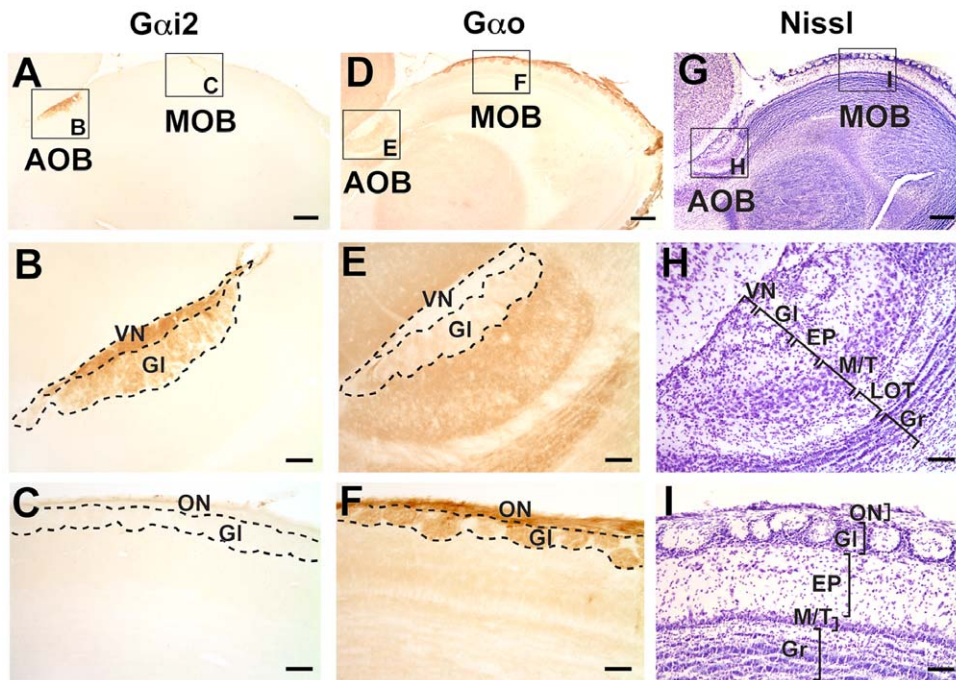 Gαi2 Gαo Nissl
A D G
C F I
B E H
MOB MOB MOB
AOB AOB AOB
B E H
VN VN VN
Gl Gl Gl
EP
M/T
LOT
Gr
C F I
ON ON ON
Gl Gl Gl
EP
M/T
Gr